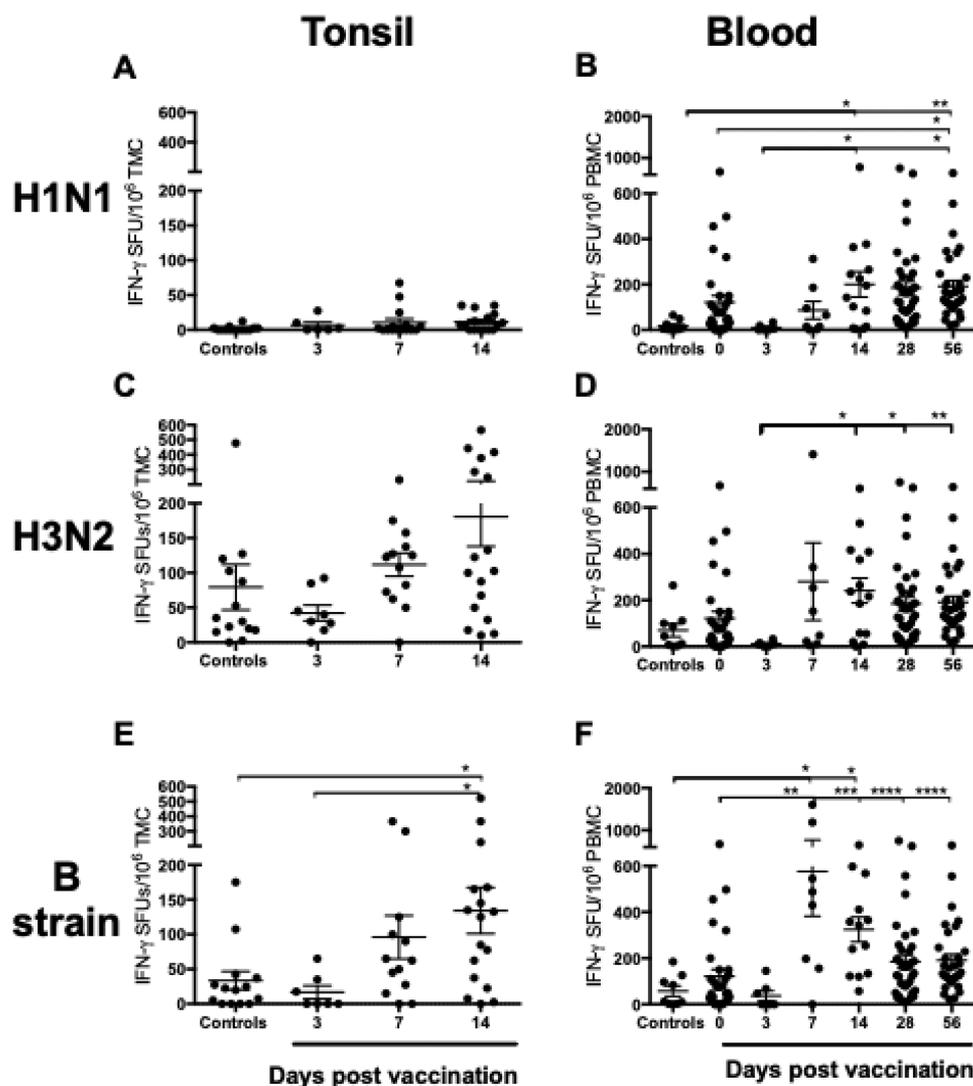 Tonsil
Blood
A
B
H1N1
IFN-γ SFU/10⁶ TMC
600
400
200
150
100
50
0
Controls 3 7 14
IFN-γ SFU/10⁶ PBMC
2000
1000
600
400
200
0
* **
*
* *
Controls 0 3 7 14 28 56
C
D
H3N2
IFN-γ SFUs/10⁶ TMC
600
500
400
300
200
150
100
50
0
Controls 3 7 14
IFN-γ SFU/10⁶ PBMC
2000
1000
600
400
200
0
* * **
Controls 0 3 7 14 28 56
E
F
B
strain
IFN-γ SFUs/10⁶ TMC
600
500
400
300
200
150
100
50
0
*
*
Controls 3 7 14
Days post vaccination
IFN-γ SFU/10⁶ PBMC
2000
1000
600
400
200
0
* *
** *** **** ****
Controls 0 3 7 14 28 56
Days post vaccination